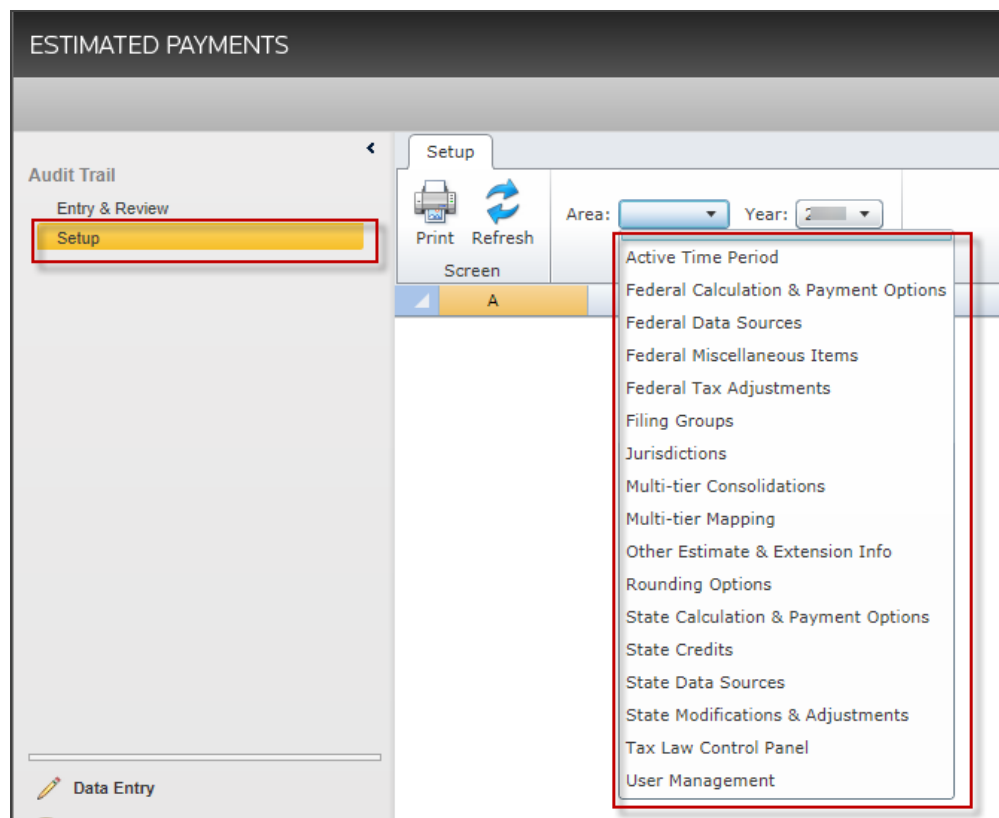 ESTIMATED PAYMENTS
Audit Trail
Entry & Review
Setup
Data Entry
Setup
Print Refresh
Screen
Area: Year: 2
A
Active Time Period
Federal Calculation & Payment Options
Federal Data Sources
Federal Miscellaneous Items
Federal Tax Adjustments
Filing Groups
Jurisdictions
Multi-tier Consolidations
Multi-tier Mapping
Other Estimate & Extension Info
Rounding Options
State Calculation & Payment Options
State Credits
State Data Sources
State Modifications & Adjustments
Tax Law Control Panel
User Management